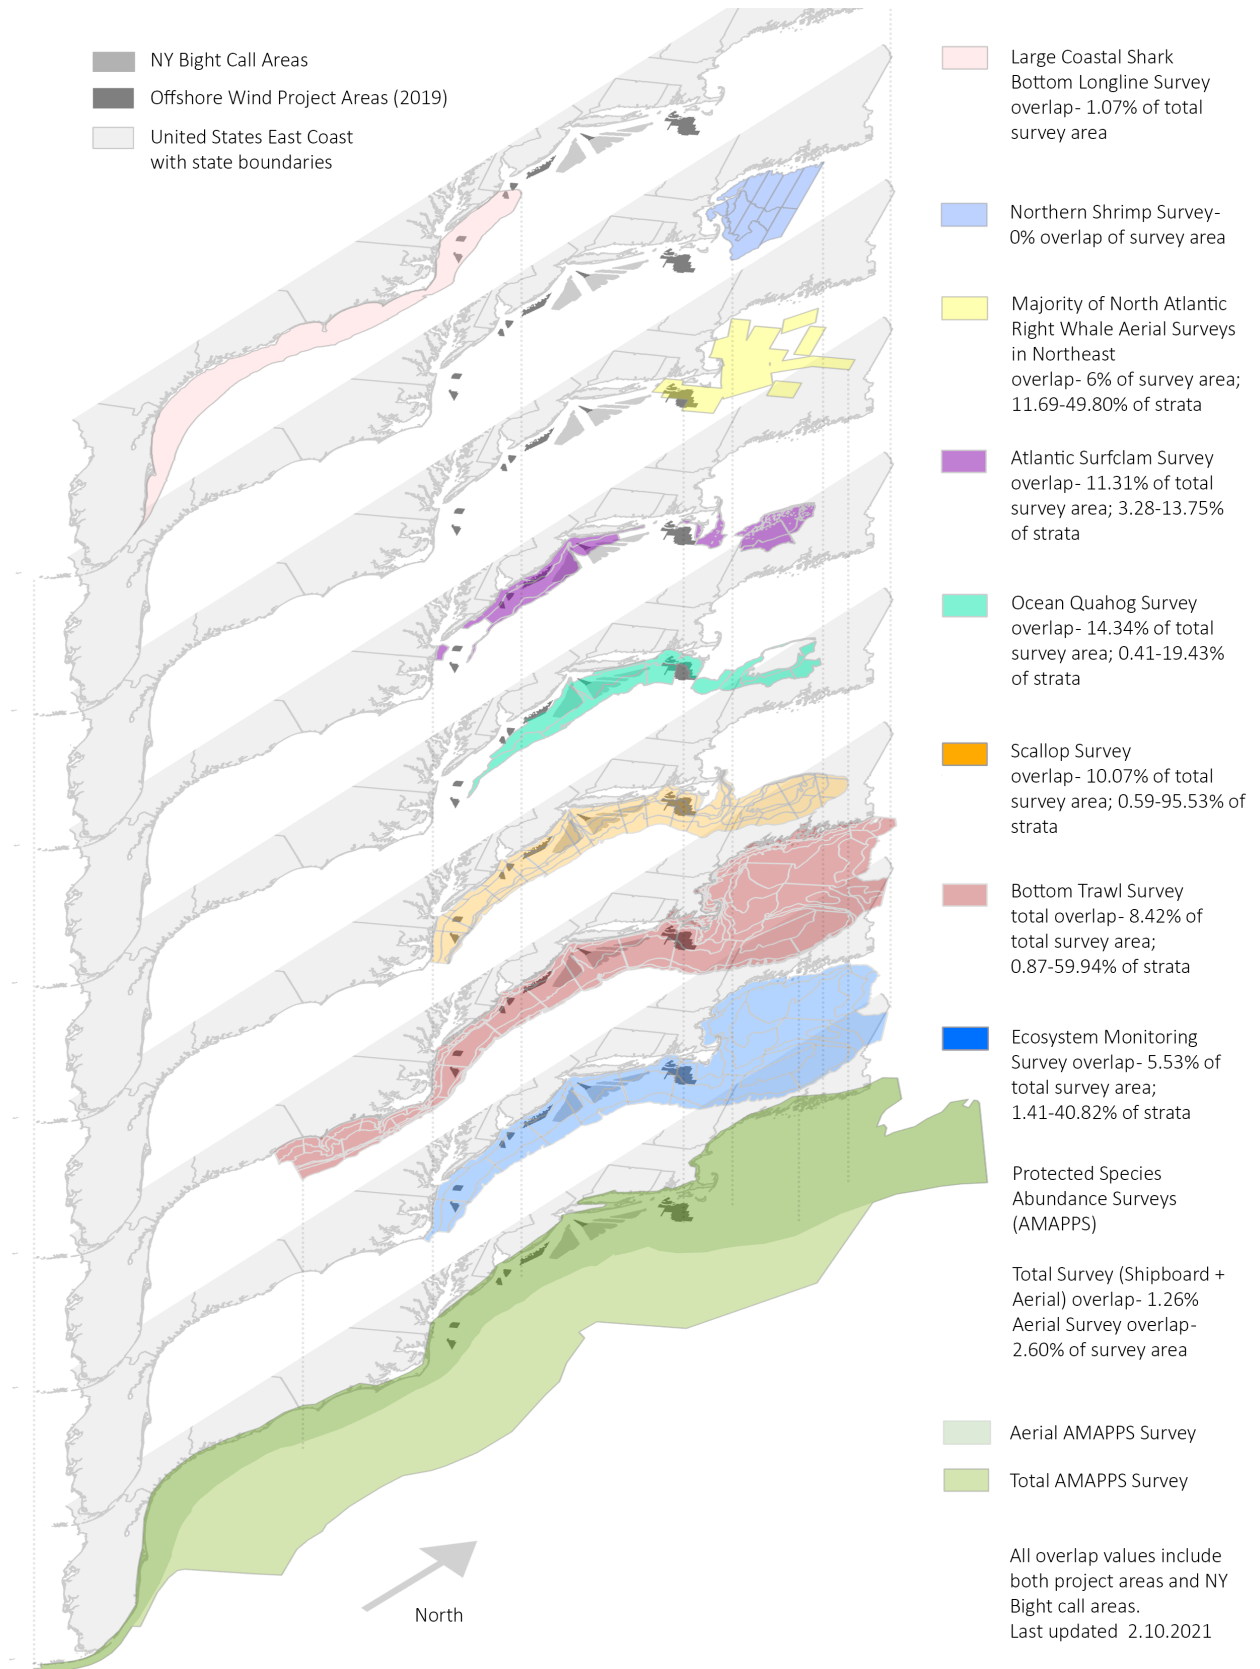 NY Bight Call Areas
Offshore Wind Project Areas (2019)
United States East Coast
with state boundaries
Large Coastal Shark
Bottom Longline Survey
overlap- 1.07% of total
survey area
Northern Shrimp Survey-
0% overlap of survey area
Majority of North Atlantic
Right Whale Aerial Surveys
in Northeast
overlap- 6% of survey area;
11.69-49.80% of strata
Atlantic Surfclam Survey
overlap- 11.31% of total
survey area; 3.28-13.75%
of strata
Ocean Quahog Survey
overlap- 14.34% of total
survey area; 0.41-19.43%
of strata
Scallop Survey
overlap- 10.07% of total
survey area; 0.59-95.53% of
strata
Bottom Trawl Survey
total overlap- 8.42% of
total survey area;
0.87-59.94% of strata
Ecosystem Monitoring
Survey overlap- 5.53% of
total survey area;
1.41-40.82% of strata
Protected Species
Abundance Surveys
(AMAPPS)
Total Survey (Shipboard +
Aerial) overlap- 1.26%
Aerial Survey overlap-
2.60% of survey area
Aerial AMAPPS Survey
Total AMAPPS Survey
All overlap values include
both project areas and NY
Bight call areas.
Last updated 2.10.2021
North